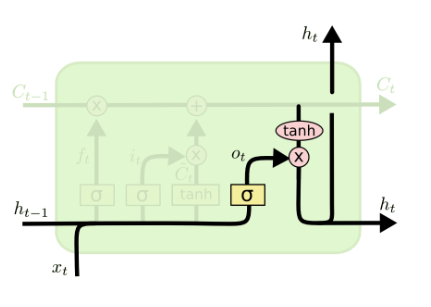 h_t
C_{t-1} × + C_t
tanh
f_t i_t × o_t ×
C̃_t
σ σ tanh σ
h_{t-1} h_t
x_t